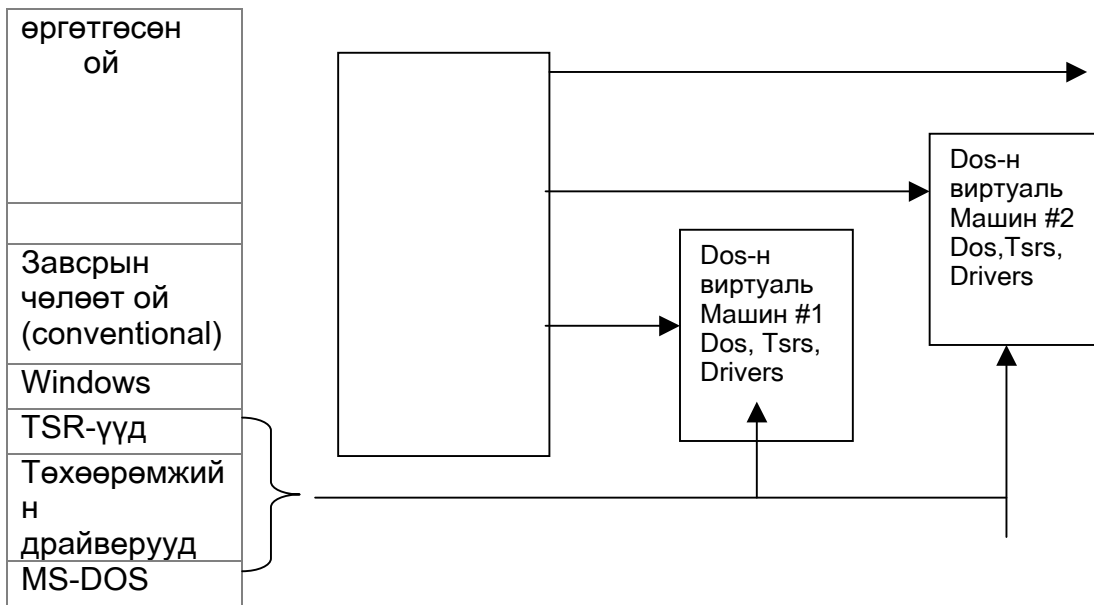 өргөтгөсөн
ой
Завсрын
чөлөөт ой
(conventional)
Windows
TSR-үүд
Төхөөрөмжий
н
драйверууд
MS-DOS
Dos-н
виртуаль
Машин #1
Dos, Tsrs,
Drivers
Dos-н
виртуаль
Машин #2
Dos,Tsrs,
Drivers